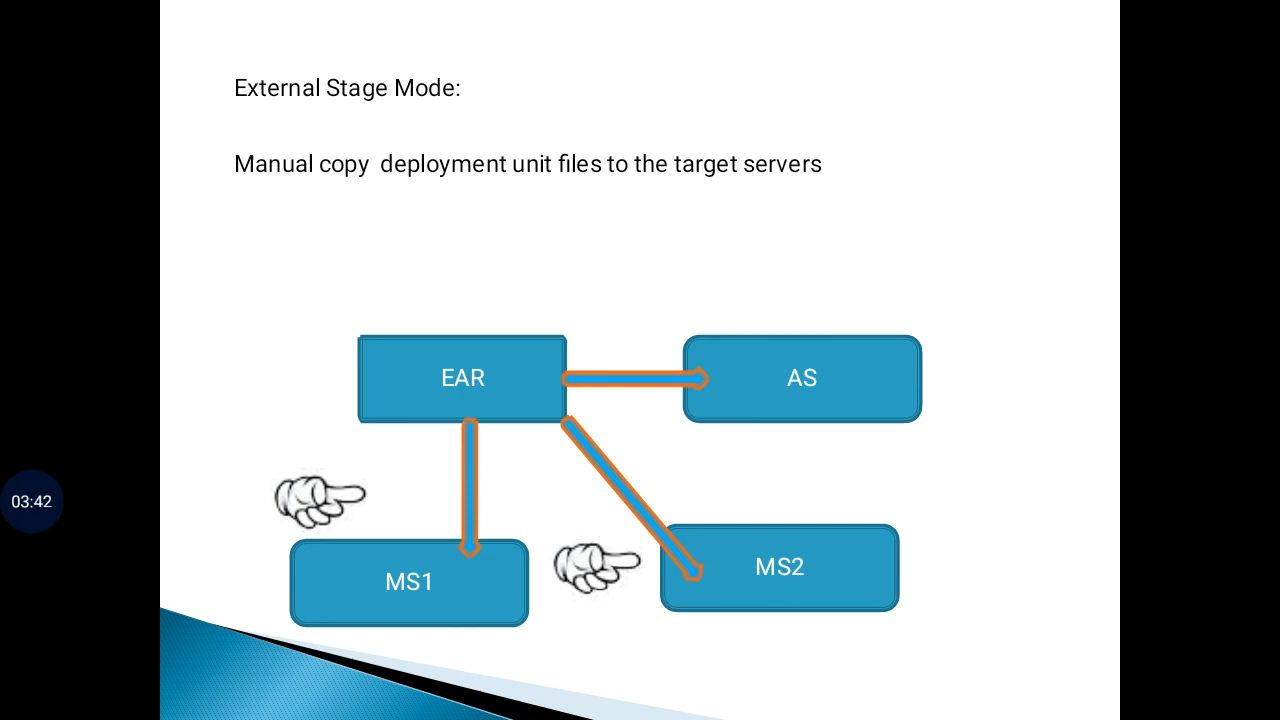 External Stage Mode:
Manual copy  deployment unit files to the target servers
EAR
AS
03:42
MS1
MS2